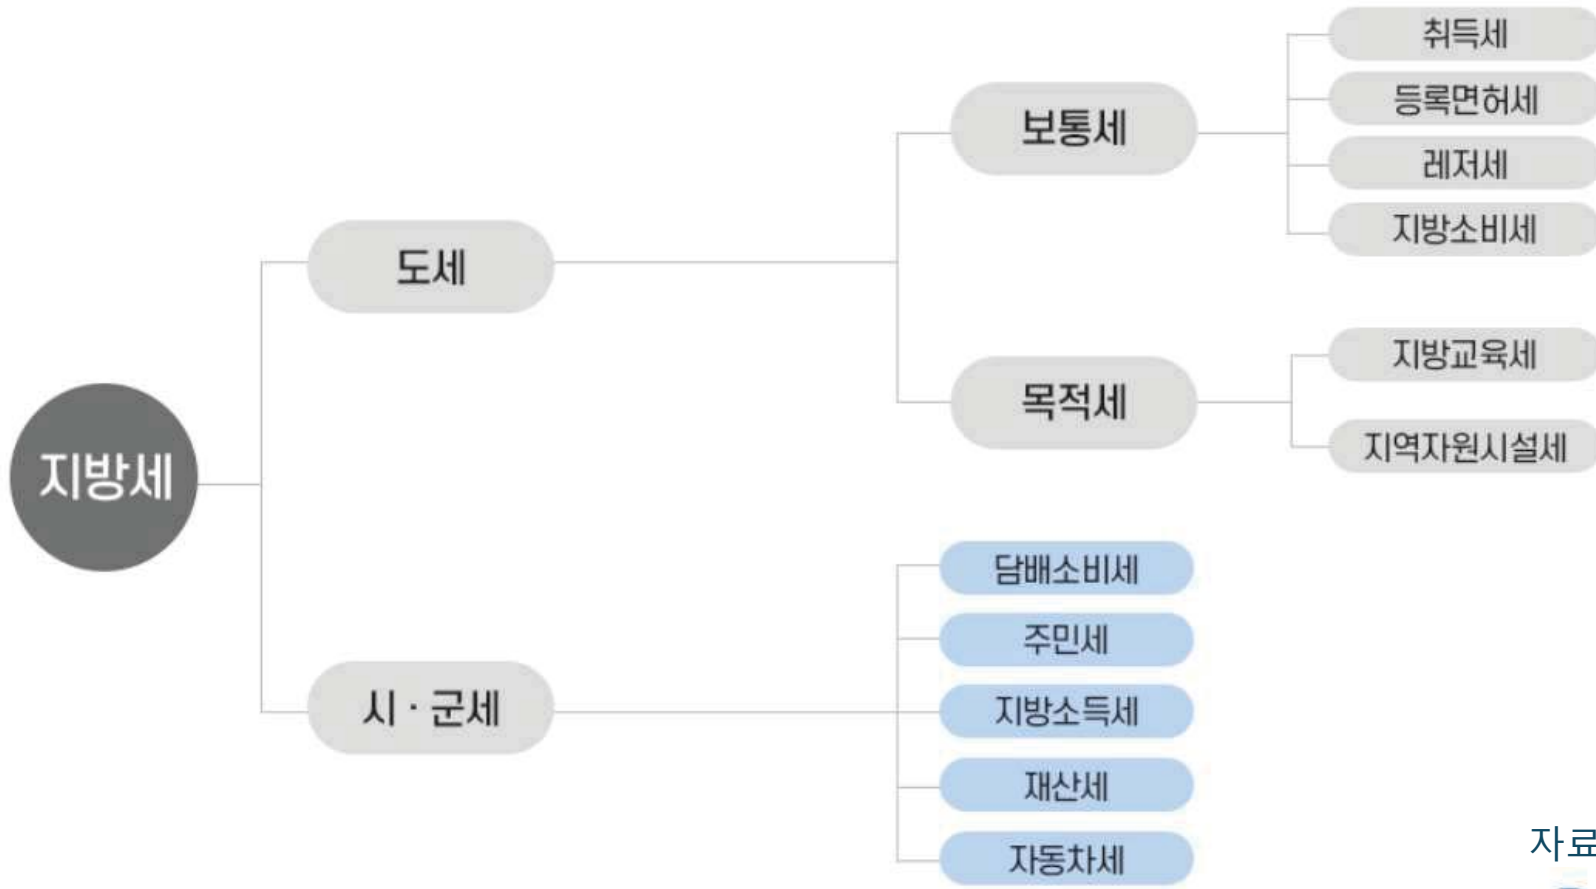 지방세
도세
보통세
취득세
등록면허세
레저세
지방소비세
목적세
지방교육세
지역자원시설세
시·군세
담배소비세
주민세
지방소득세
재산세
자동차세
자료